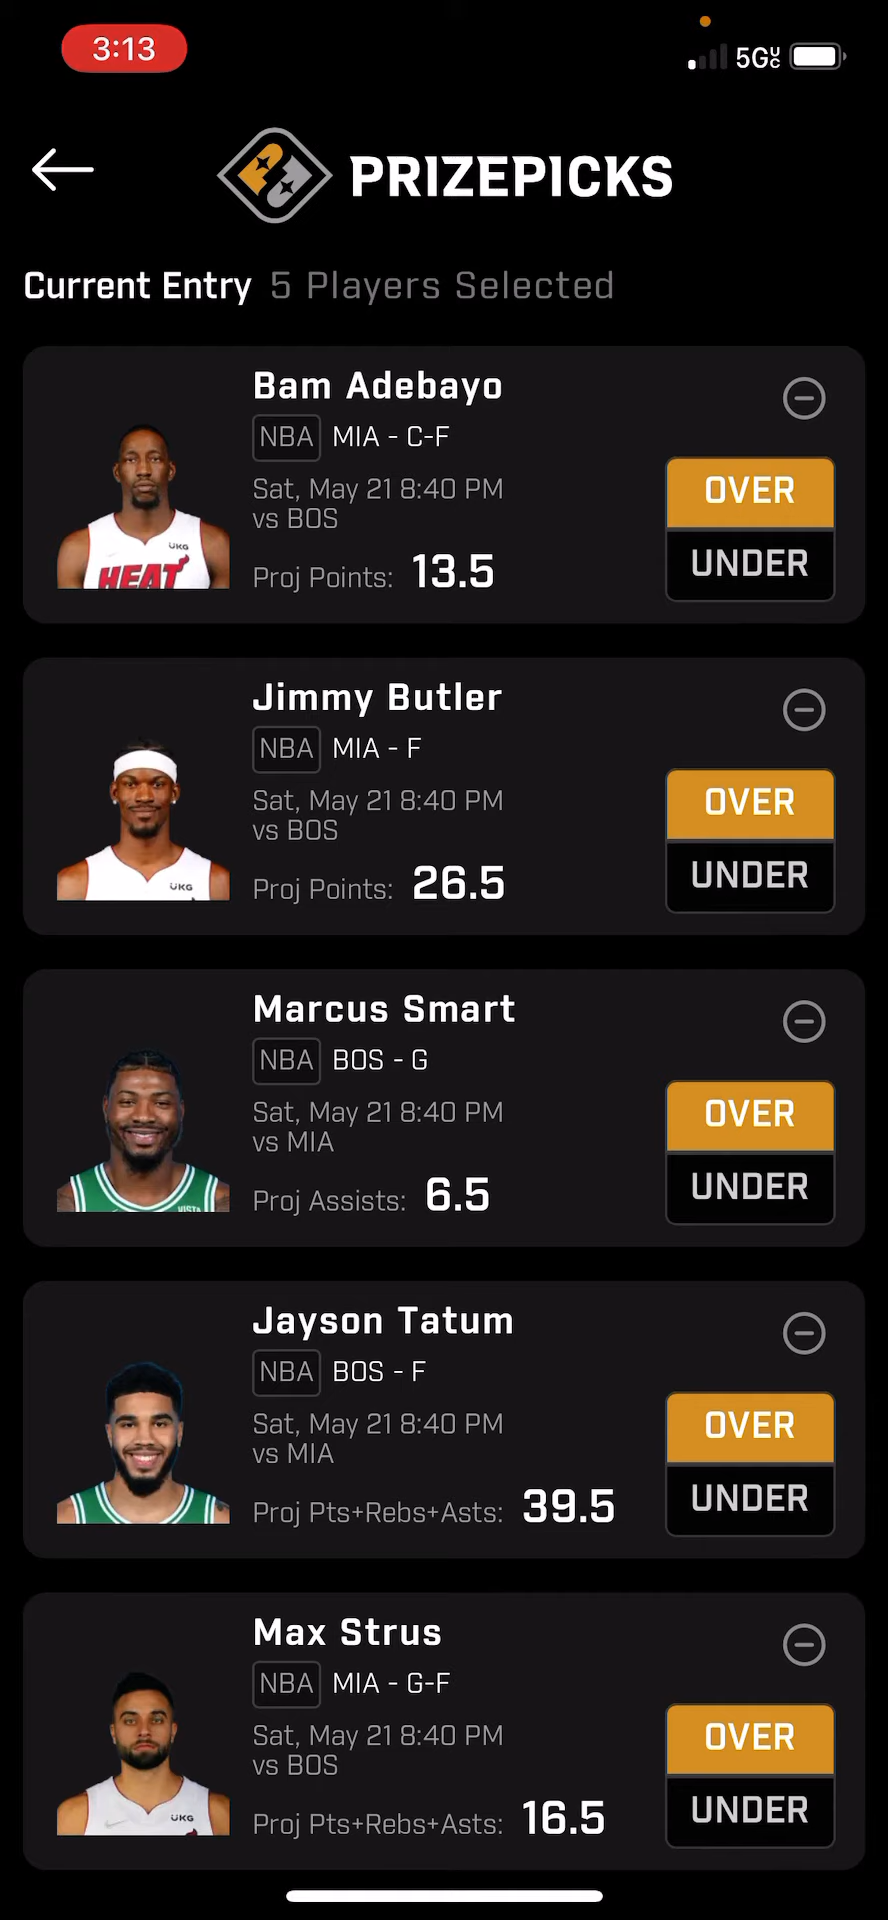 3:13
5GUC
PRIZEPICKS
Current Entry 5 Players Selected
Bam Adebayo
NBA MIA - C-F
Sat, May 21 8:40 PM
vs BOS
Proj Points: 13.5
OVER
UNDER
UKG
HEAT
Jimmy Butler
NBA MIA - F
Sat, May 21 8:40 PM
vs BOS
Proj Points: 26.5
OVER
UNDER
UKG
Marcus Smart
NBA BOS - G
Sat, May 21 8:40 PM
vs MIA
Proj Assists: 6.5
OVER
UNDER
Jayson Tatum
NBA BOS - F
Sat, May 21 8:40 PM
vs MIA
Proj Pts+Rebs+Asts: 39.5
OVER
UNDER
Max Strus
NBA MIA - G-F
Sat, May 21 8:40 PM
vs BOS
Proj Pts+Rebs+Asts: 16.5
OVER
UNDER
UKG